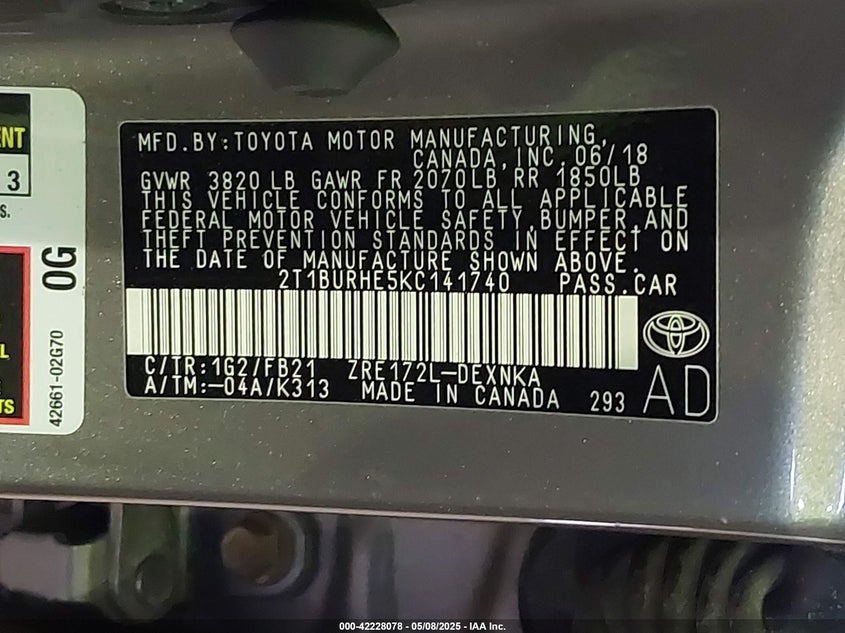 ENT
3
S.
L
TS
0G
42661-02G70
MFD.BY:TOYOTA MOTOR MANUFACTURING,
CANADA, INC. 06/18
GVWR 3820 LB GAWR FR 2070LB RR 1850LB
THIS VEHICLE CONFORMS TO ALL APPLICABLE
FEDERAL MOTOR VEHICLE SAFETY, BUMPER, AND
THEFT PREVENTION STANDARDS IN EFFECT ON
THE DATE OF MANUFACTURE SHOWN ABOVE.
2T1BURHE5KC141740 PASS.CAR
C/TR:1G2/FB21 ZRE172L-DEXNKA
A/TM:-04A/K313 MADE IN CANADA 293 AD
000-42228078 - 05/08/2025 - IAA Inc.